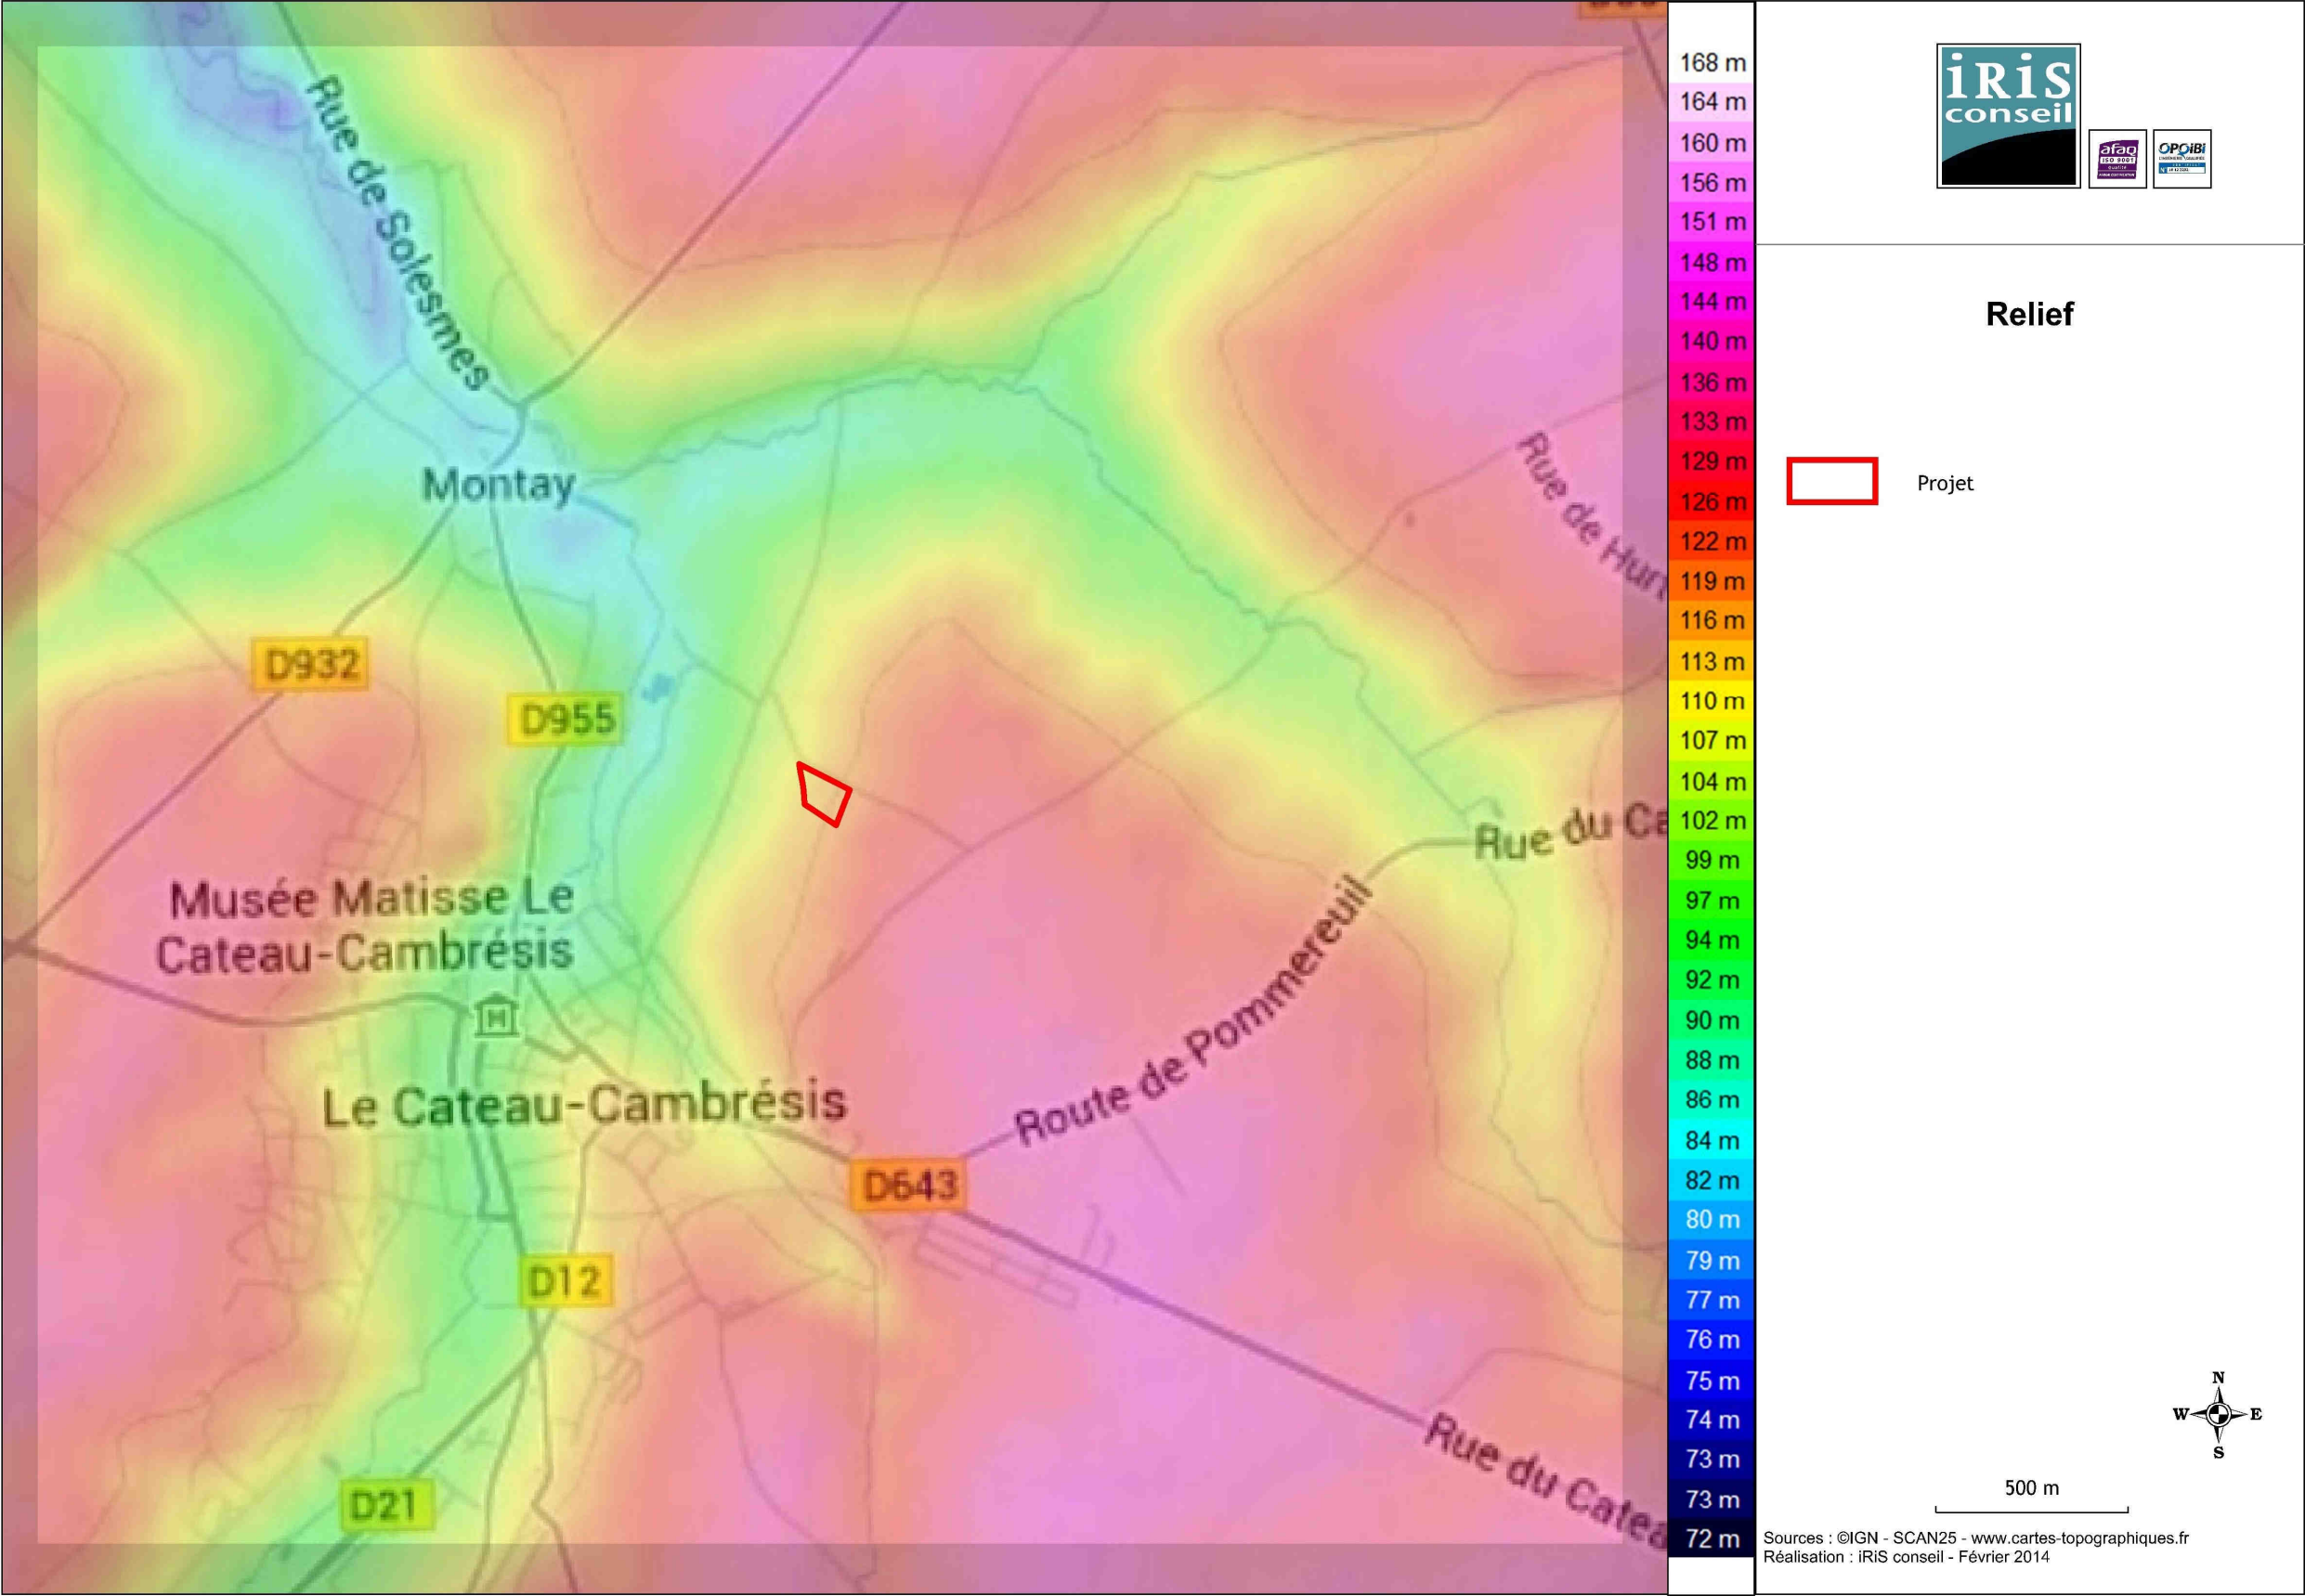 Rue de Solesmes
Montay
Rue de Hurt
D932
D955
Rue du Ca
Musée Matisse Le
Cateau-Cambrésis
Route de Pommereuil
Le Cateau-Cambrésis
D643
D12
Rue du Catea
D21
168 m
164 m
160 m
156 m
151 m
148 m
144 m
140 m
136 m
133 m
129 m
126 m
122 m
119 m
116 m
113 m
110 m
107 m
104 m
102 m
99 m
97 m
94 m
92 m
90 m
88 m
86 m
84 m
82 m
80 m
79 m
77 m
76 m
75 m
74 m
73 m
73 m
72 m
iRiS
conseil
afaq
ISO 9001
Qualité
OPQiBi
Relief
Projet
N
W E
S
500 m
Sources : ©IGN - SCAN25 - www.cartes-topographiques.fr
Réalisation : iRiS conseil - Février 2014